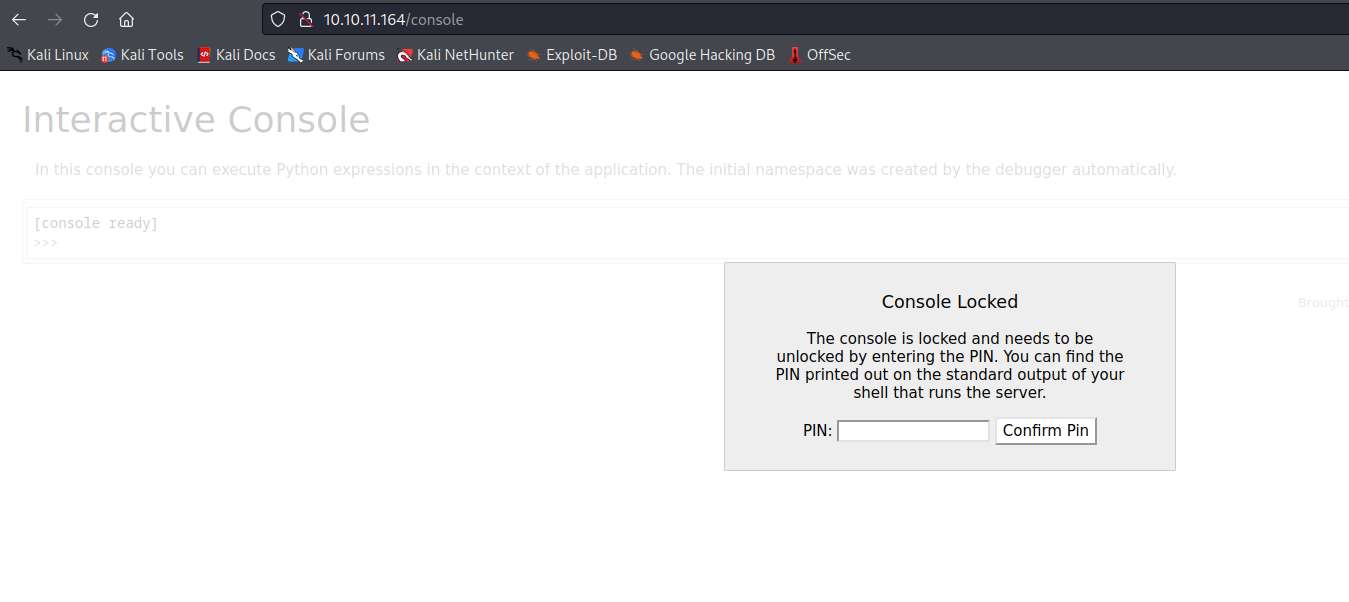 10.10.11.164/console
Kali Linux Kali Tools Kali Docs Kali Forums Kali NetHunter Exploit-DB Google Hacking DB OffSec
Interactive Console
In this console you can execute Python expressions in the context of the application. The initial namespace was created by the debugger automatically.
[console ready]
>>>
Console Locked
Brought
The console is locked and needs to be
unlocked by entering the PIN. You can find the
PIN printed out on the standard output of your
shell that runs the server.
PIN: Confirm Pin